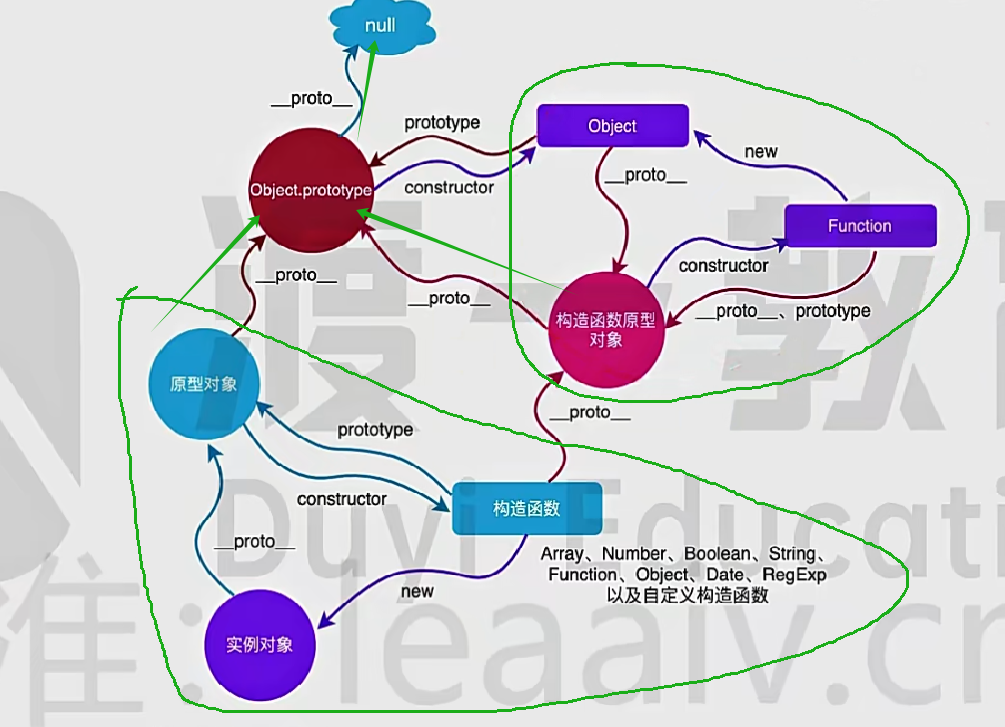 null
__proto__
prototype
Object
new
__proto__
Object.prototype
constructor
Function
constructor
__proto__
__proto__
__proto__、prototype
构造函数原型
对象
原型对象
__proto__
prototype
constructor
构造函数
__proto__
Array、Number、Boolean、String、
Function、Object、Date、RegExp
以及自定义构造函数
new
实例对象
渡一教
Duyi Educati
准：leaaiv.cn